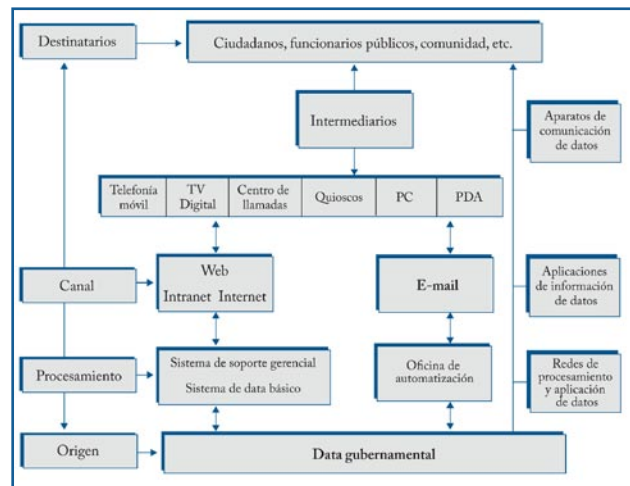 Destinatarios
Ciudadanos, funcionarios públicos, comunidad, etc.
Intermediarios
Aparatos de
comunicación
de datos
Telefonía
móvil
TV
Digital
Centro de
llamadas
Quioscos
PC
PDA
Canal
Web
Intranet Internet
E-mail
Aplicaciones
de información
de datos
Procesamiento
Sistema de soporte gerencial
Sistema de data básico
Oficina de
automatización
Redes de
procesamiento
y aplicación
de datos
Origen
Data gubernamental